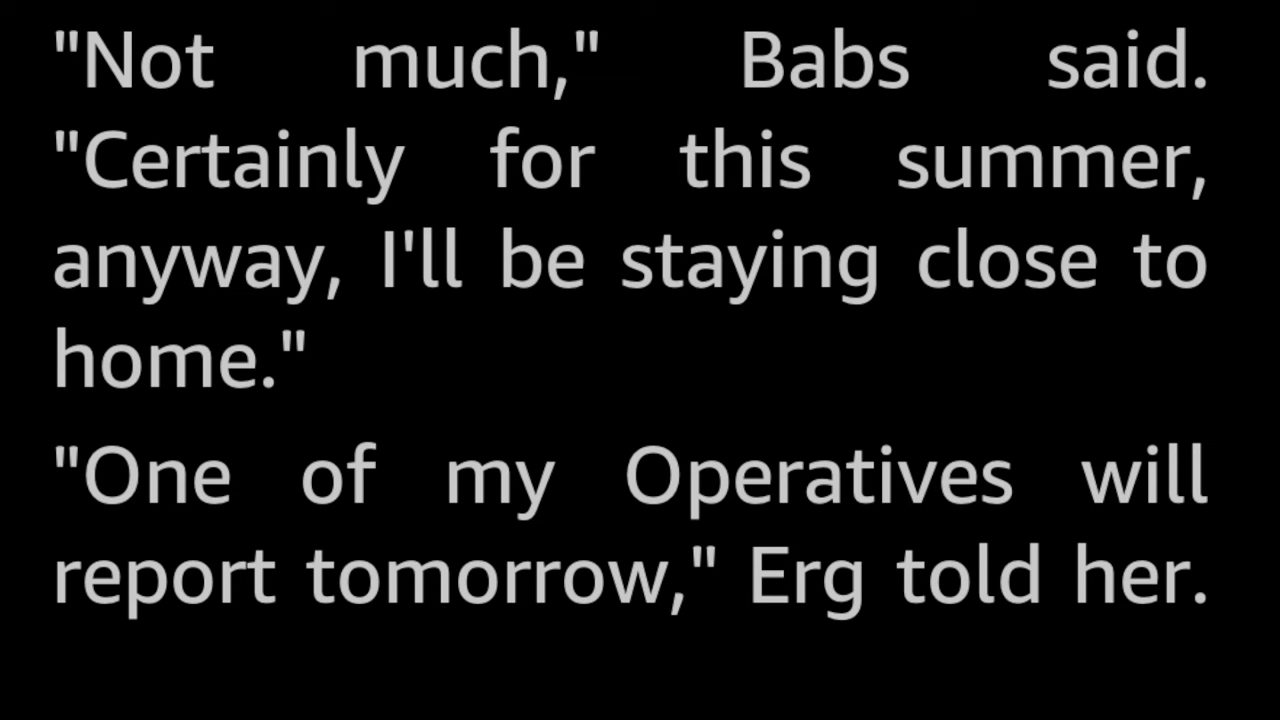 "Not much," Babs said.
"Certainly for this summer,
anyway, I'll be staying close to
home."
"One of my Operatives will
report tomorrow," Erg told her.